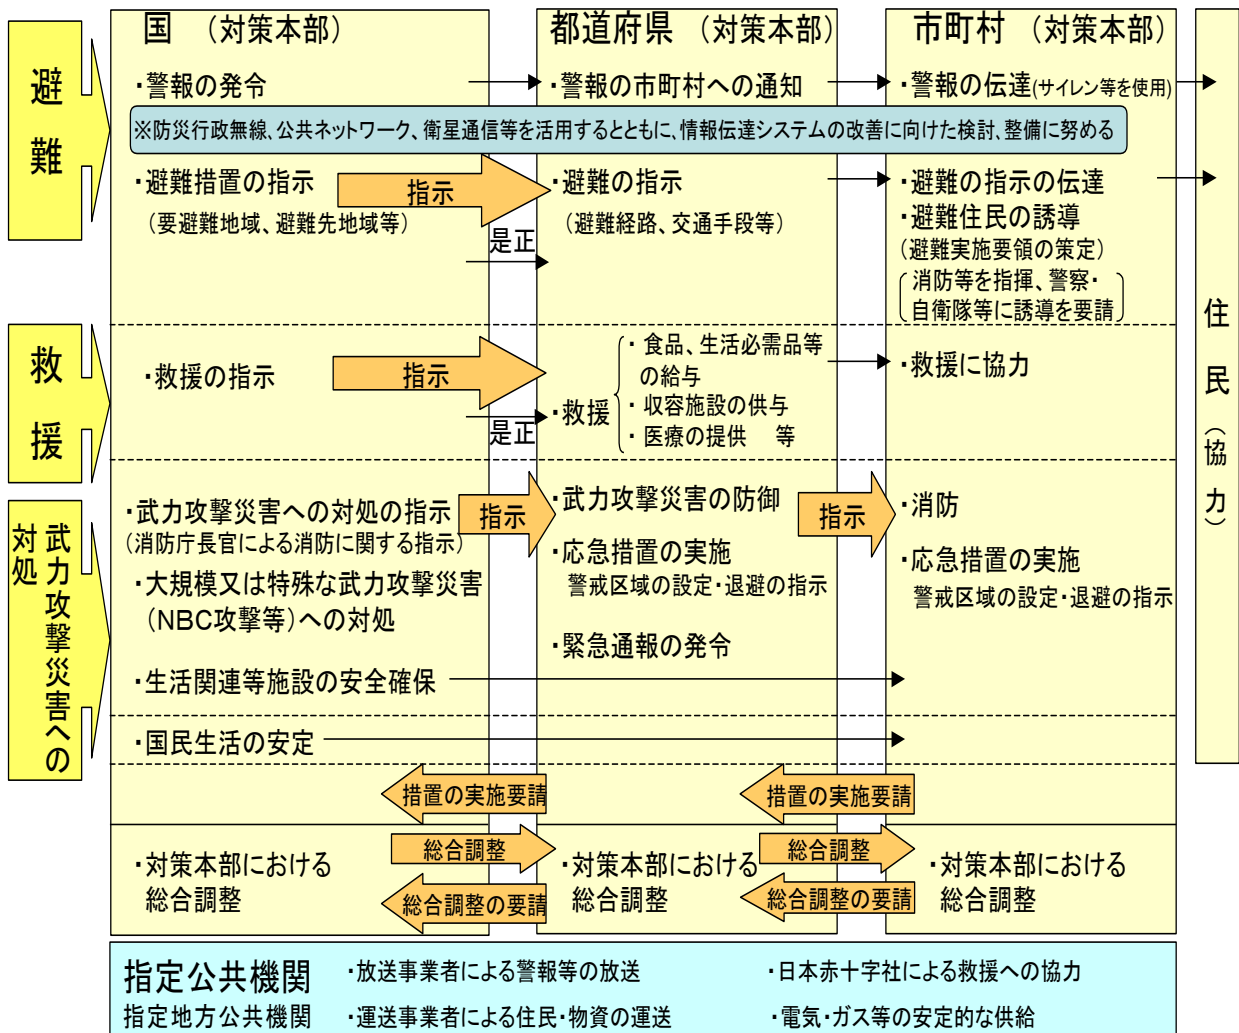 国 （対策本部）
都道府県 （対策本部）
市町村 （対策本部）
避難
・警報の発令
・警報の市町村への通知
・警報の伝達(サイレン等を使用)
※防災行政無線、公共ネットワーク、衛星通信等を活用するとともに、情報伝達システムの改善に向けた検討、整備に努める
・避難措置の指示
（要避難地域、避難先地域等）
指示
是正
・避難の指示
（避難経路、交通手段等）
・避難の指示の伝達
・避難住民の誘導
（避難実施要領の策定）
消防等を指揮、警察・
自衛隊等に誘導を要請
住民（協力）
救援
・救援の指示
指示
是正
・救援
・食品、生活必需品等
の給与
・収容施設の供与
・医療の提供 等
・救援に協力
武力攻撃災害への
対処
・武力攻撃災害への対処の指示
（消防庁長官による消防に関する指示）
・大規模又は特殊な武力攻撃災害
（NBC攻撃等）への対処
・生活関連等施設の安全確保
指示
・武力攻撃災害の防御
・応急措置の実施
警戒区域の設定・退避の指示
・緊急通報の発令
指示
・消防
・応急措置の実施
警戒区域の設定・退避の指示
・国民生活の安定
措置の実施要請
措置の実施要請
・対策本部における
総合調整
総合調整
総合調整の要請
・対策本部における
総合調整
総合調整
総合調整の要請
・対策本部における
総合調整
指定公共機関
指定地方公共機関
・放送事業者による警報等の放送
・日本赤十字社による救援への協力
・運送事業者による住民・物資の運送
・電気・ガス等の安定的な供給